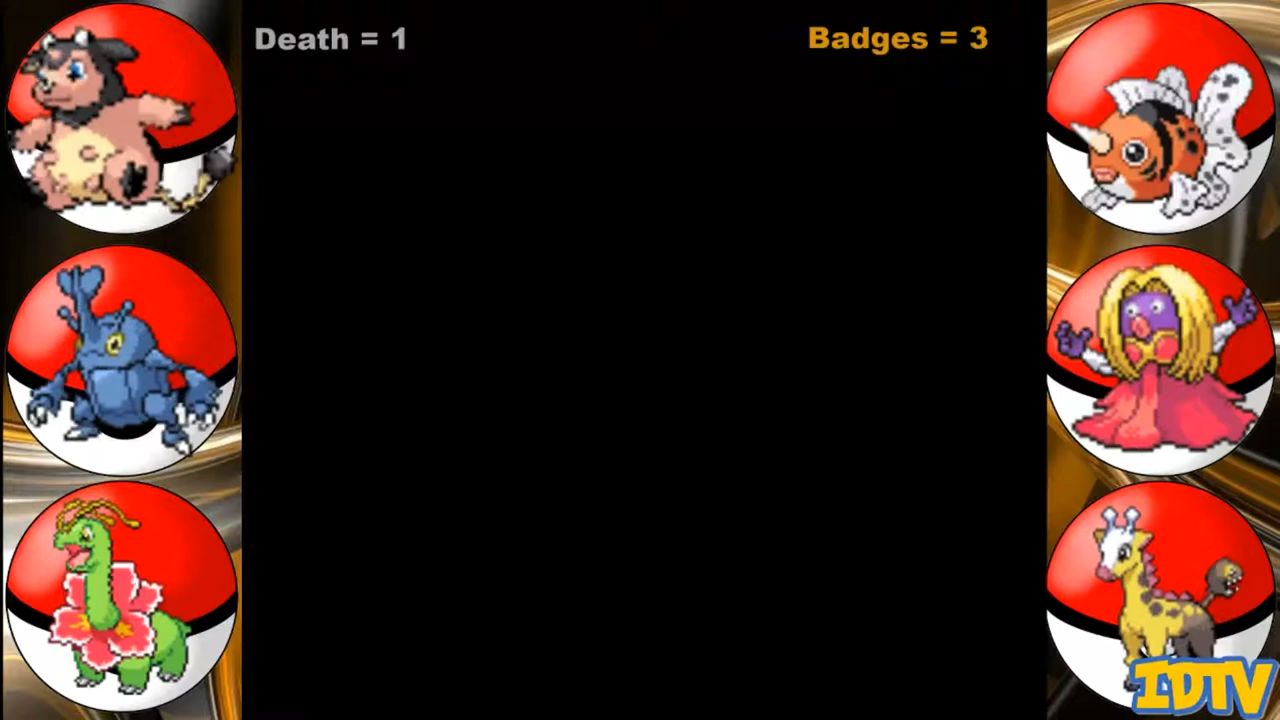 Death = 1
Badges = 3
IDTV